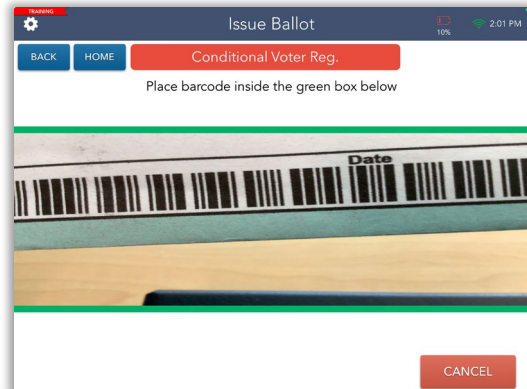 TRAINING
Issue Ballot
10%
2:01 PM
BACK
HOME
Conditional Voter Reg.
Place barcode inside the green box below
Date
CANCEL